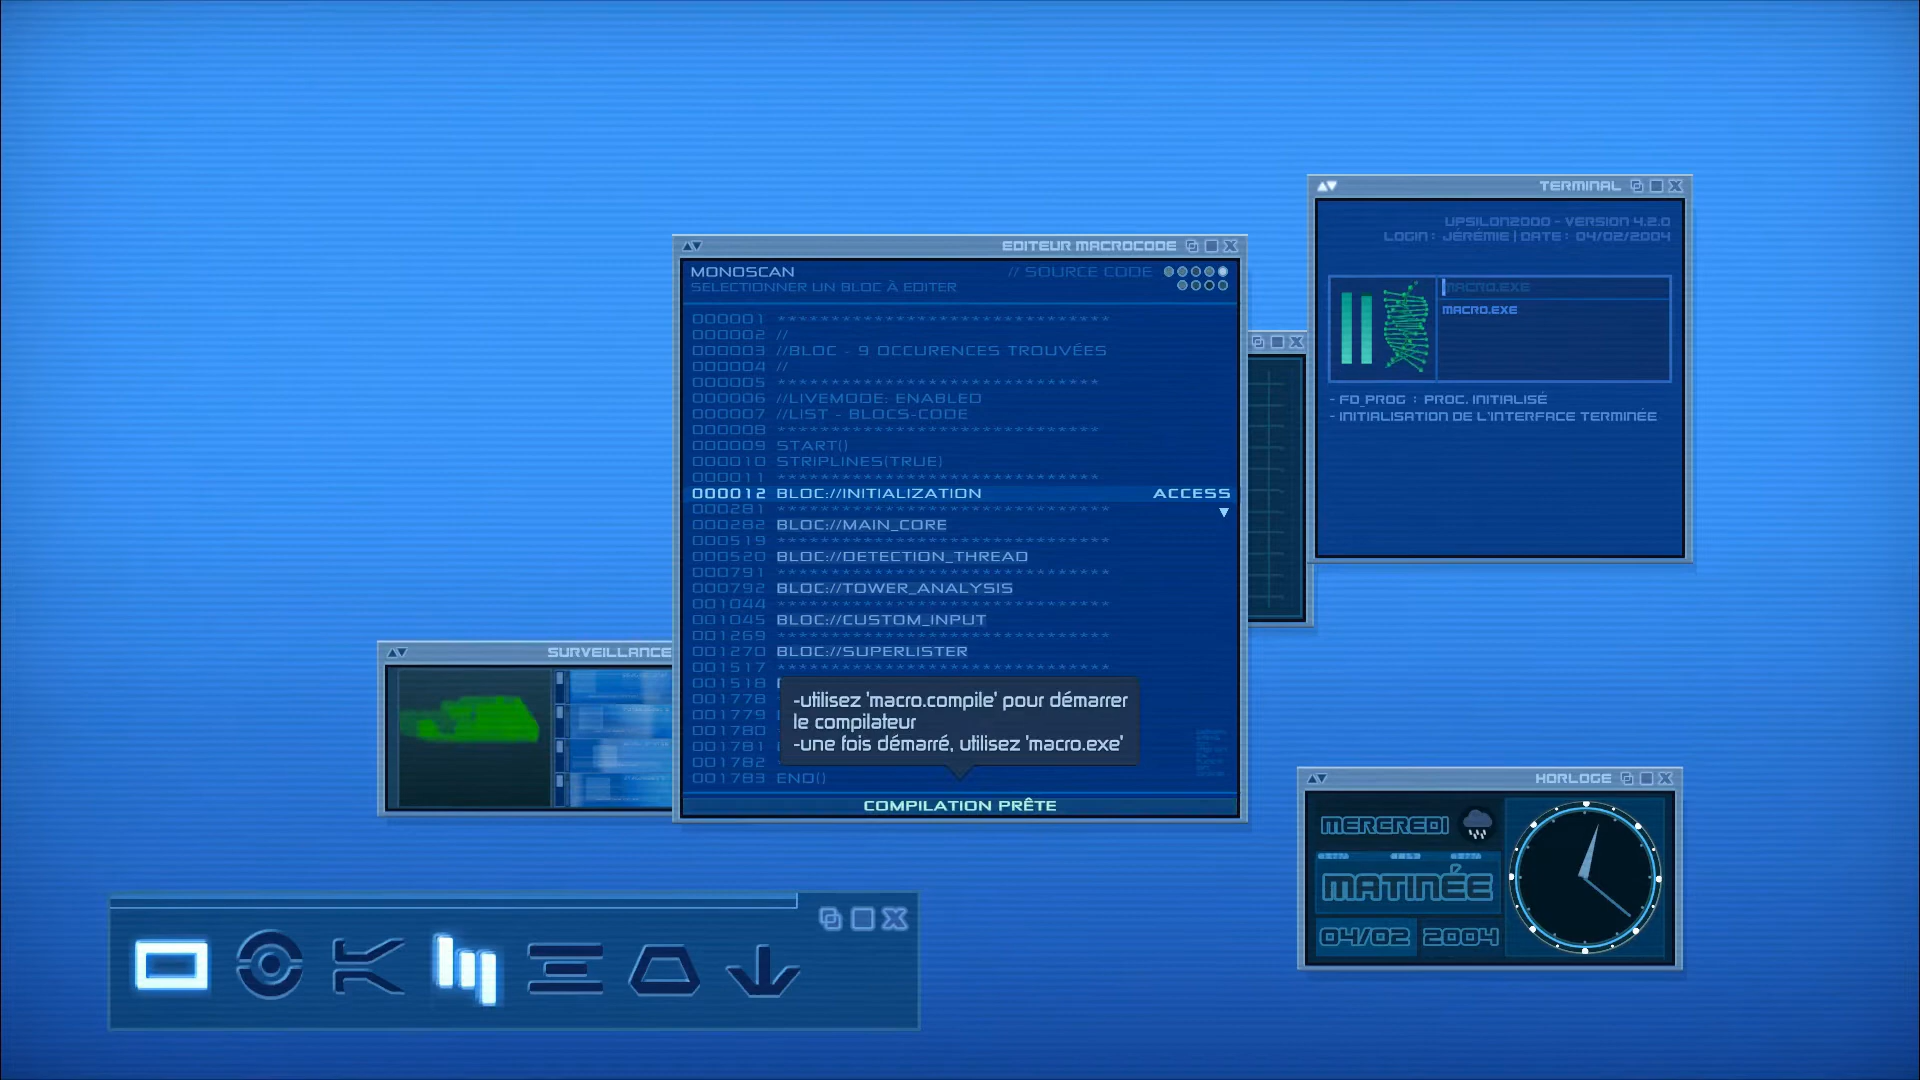 TERMINAL
UPSILON2000 - VERSION 4.2.0
LOGIN : JÉRÉMIE | DATE : 04/02/2004
MACRO.EXE
MACRO.EXE
- FD_PROG : PROC. INITIALISÉ
- INITIALISATION DE L'INTERFACE TERMINÉE
EDITEUR MACROCODE
MONOSCAN // SOURCE CODE
SELECTIONNER UN BLOC À EDITER
000001 *******************************
000002 //
000003 //BLOC - 9 OCCURENCES TROUVÉES
000004 //
000005 ******************************
000006 //LIVEMODE: ENABLED
000007 //LIST - BLOCS-CODE
000008 ******************************
000009 START()
000010 STRIPLINES(TRUE)
000011 ******************************
000012 BLOC://INITIALIZATION ACCESS
000281 *******************************
000282 BLOC://MAIN_CORE
000519 *******************************
000520 BLOC://DETECTION_THREAD
000791 *******************************
000792 BLOC://TOWER_ANALYSIS
001044 *******************************
001045 BLOC://CUSTOM_INPUT
001269 *******************************
001270 BLOC://SUPERLISTER
001517 *******************************
001518
001778
001779
001780
001781
001782
001783 END()
-utilisez 'macro.compile' pour démarrer
le compilateur
-une fois démarré, utilisez 'macro.exe'
COMPILATION PRÊTE
SURVEILLANCE
HORLOGE
MERCREDI
MATINÉE
04/02 2004